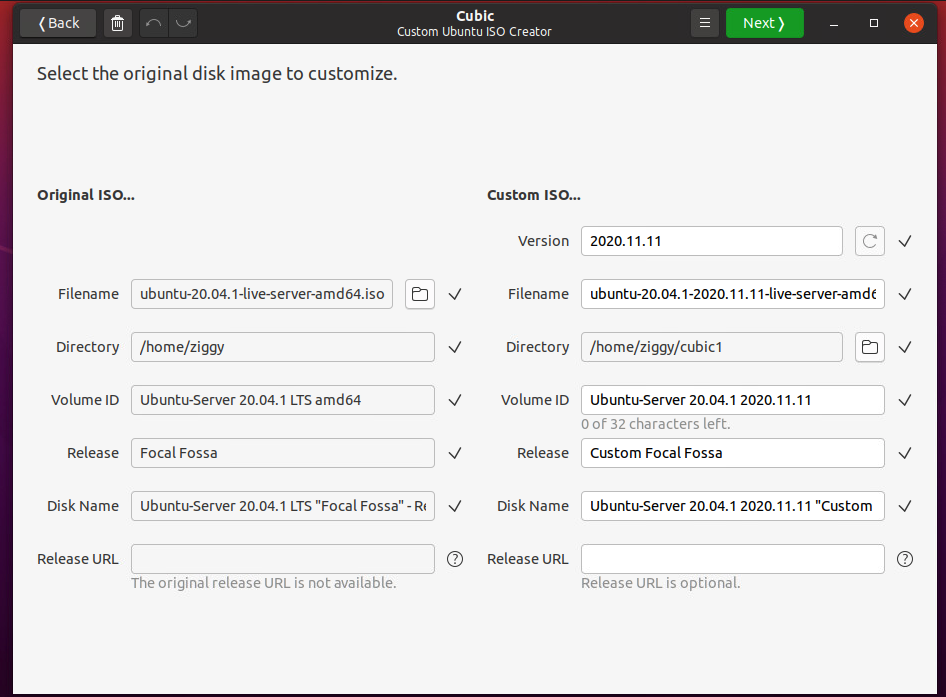 Back
Cubic
Custom Ubuntu ISO Creator
Next
Select the original disk image to customize.
Original ISO...
Custom ISO...
Version 2020.11.11
Filename ubuntu-20.04.1-live-server-amd64.iso
Filename ubuntu-20.04.1-2020.11.11-live-server-amd6
Directory /home/ziggy
Directory /home/ziggy/cubic1
Volume ID Ubuntu-Server 20.04.1 LTS amd64
Volume ID Ubuntu-Server 20.04.1 2020.11.11
0 of 32 characters left.
Release Focal Fossa
Release Custom Focal Fossa
Disk Name Ubuntu-Server 20.04.1 LTS "Focal Fossa" - Re
Disk Name Ubuntu-Server 20.04.1 2020.11.11 "Custom
Release URL
Release URL
The original release URL is not available.
Release URL is optional.